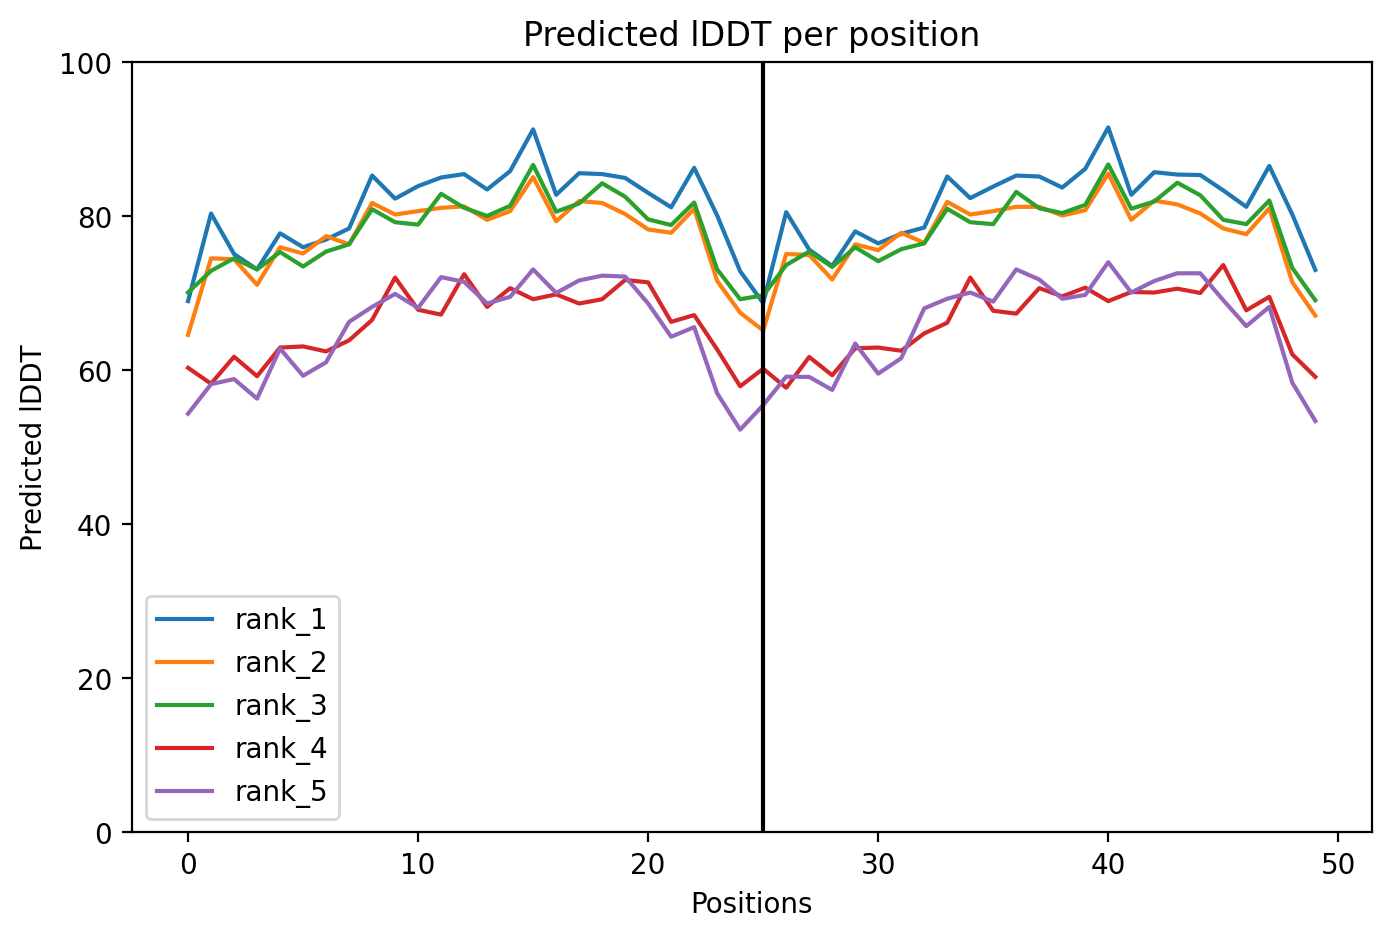 Predicted lDDT per position
Predicted lDDT
100
80
60
40
20
0
rank_1
rank_2
rank_3
rank_4
rank_5
0 10 20 30 40 50
Positions